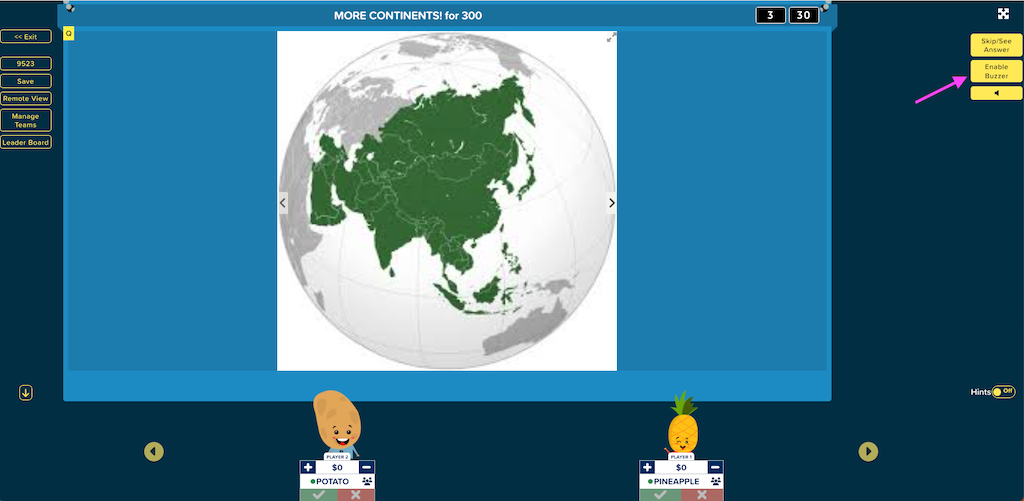 MORE CONTINENTS! for 300
3 30
<< Exit
Q
Skip/See
Answer
9523
Enable
Buzzer
Save
Remote View
Manage
Teams
Leader Board
Hints Off
PLAYER 2
$0
POTATO
PLAYER 1
$0
PINEAPPLE